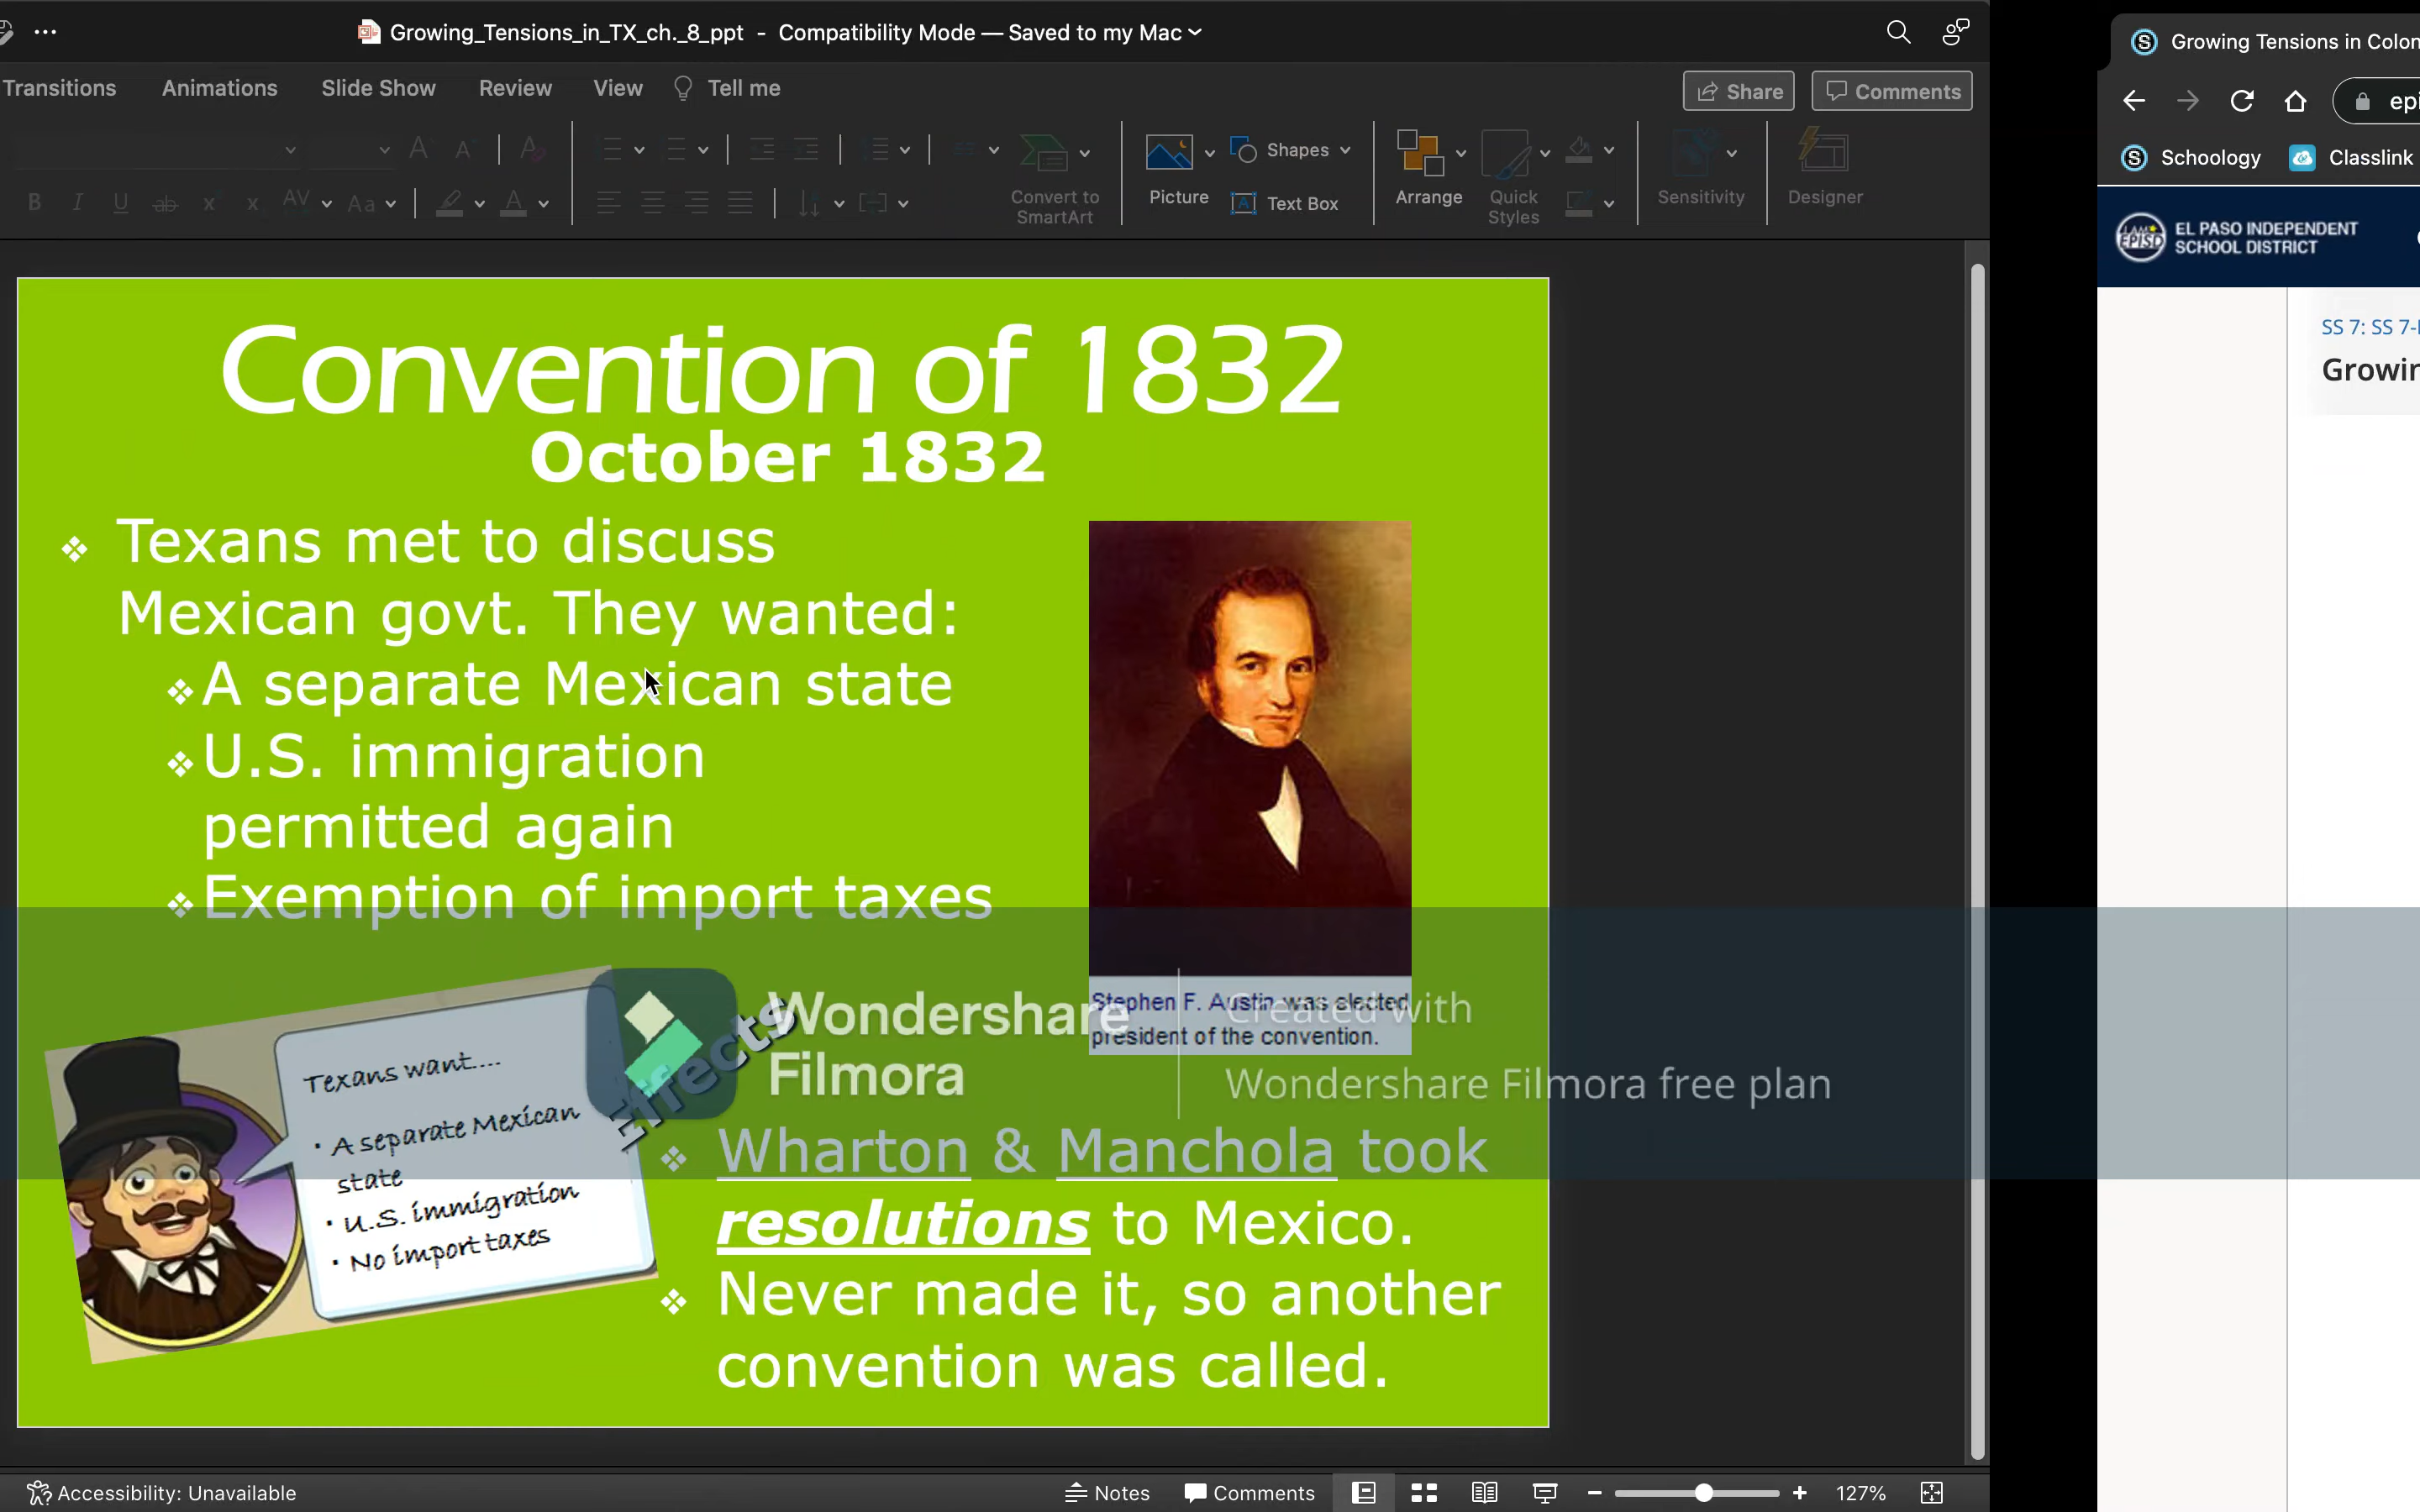 Growing_Tensions_in_TX_ch._8_ppt - Compatibility Mode — Saved to my Mac
Transitions Animations Slide Show Review View Tell me
Share Comments
Convert to SmartArt
Picture
Shapes
Text Box
Arrange
Quick Styles
Sensitivity
Designer
Convention of 1832
October 1832
Texans met to discuss
Mexican govt. They wanted:
A separate Mexican state
U.S. immigration
permitted again
Exemption of import taxes
Stephen F. Austin was elected
president of the convention.
Texans want....
• A separate Mexican
state
• U.S. immigration
• No import taxes
Effects
Wondershare
Filmora
Created with
Wondershare Filmora free plan
Wharton & Manchola took
resolutions to Mexico.
Never made it, so another
convention was called.
Accessibility: Unavailable
Notes Comments 127%
Growing Tensions in Colon
epi
Schoology Classlink
I AM EPISD
EL PASO INDEPENDENT
SCHOOL DISTRICT
SS 7: SS 7-
Growin